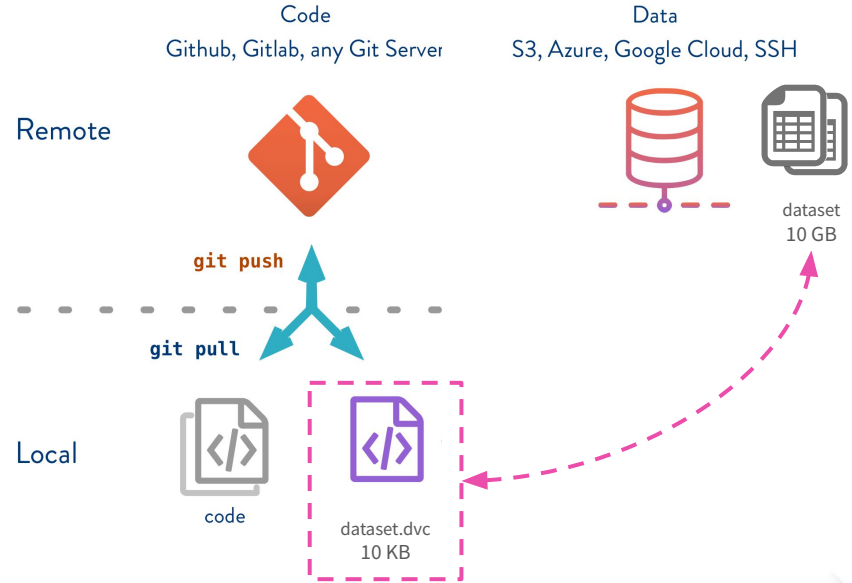 Code
Github, Gitlab, any Git Server
Data
S3, Azure, Google Cloud, SSH
Remote
dataset
10 GB
git push
git pull
Local
code
dataset.dvc
10 KB